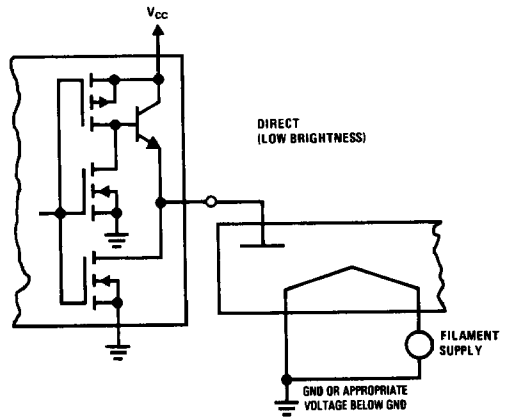 VCC
DIRECT
(LOW BRIGHTNESS)
FILAMENT
SUPPLY
GND OR APPROPRIATE
VOLTAGE BELOW GND